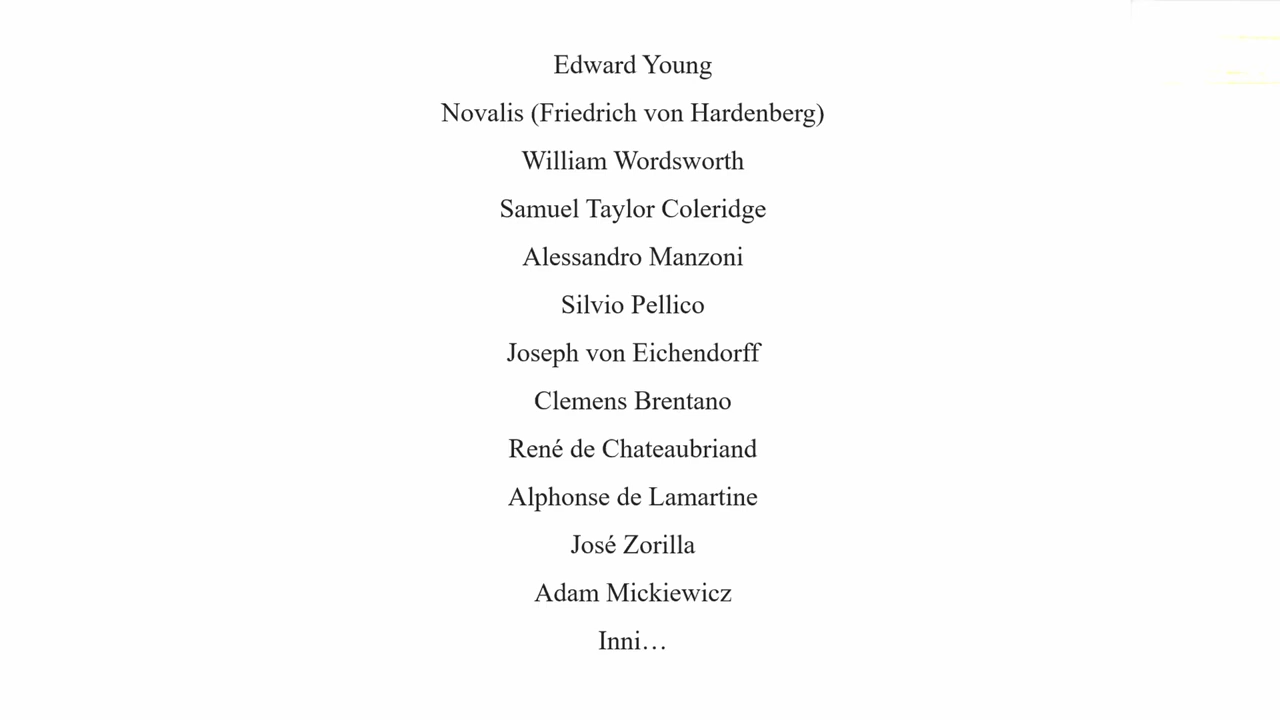 Edward Young
Novalis (Friedrich von Hardenberg)
William Wordsworth
Samuel Taylor Coleridge
Alessandro Manzoni
Silvio Pellico
Joseph von Eichendorff
Clemens Brentano
René de Chateaubriand
Alphonse de Lamartine
José Zorilla
Adam Mickiewicz
Inni…